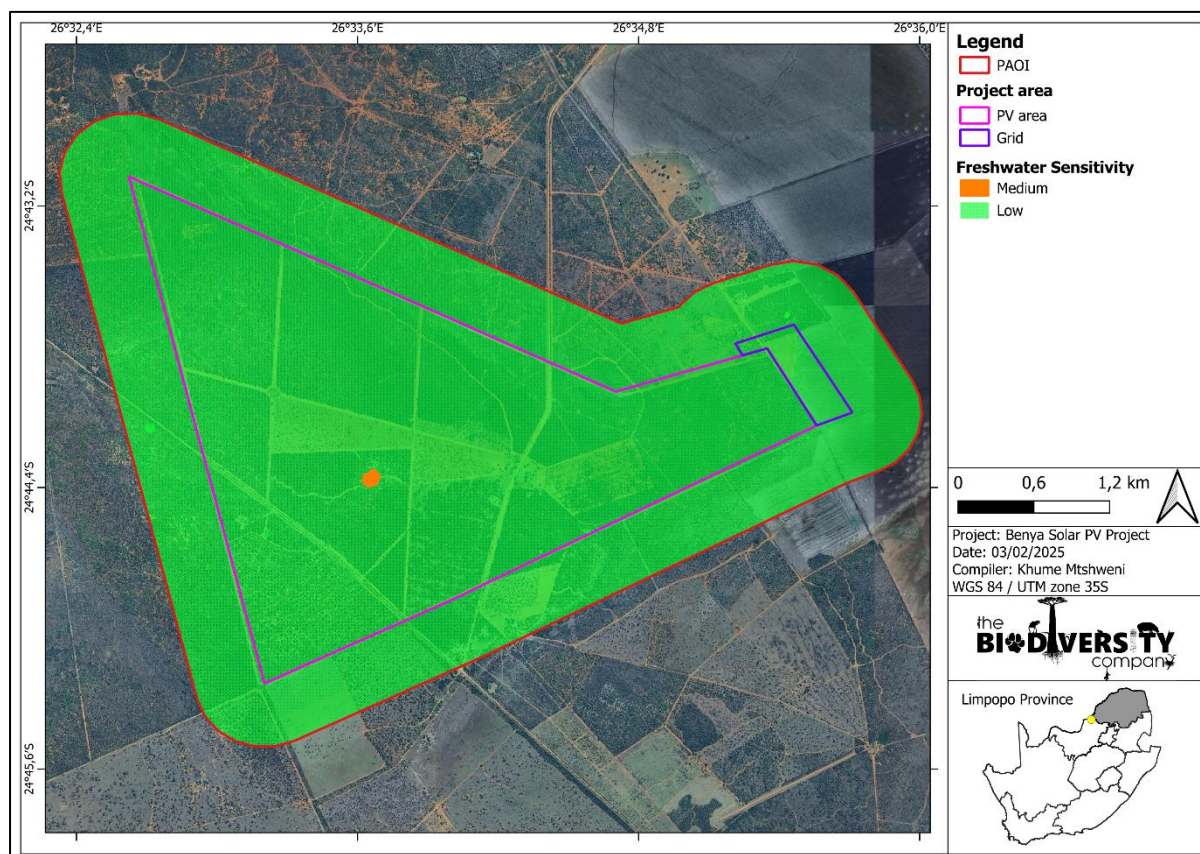 26°32,4'E 26°33,6'E 26°34,8'E 26°36,0'E
24°43,2'S
24°44,4'S
24°45,6'S
Legend
PAOI
Project area
PV area
Grid
Freshwater Sensitivity
Medium
Low
0 0,6 1,2 km
Project: Benya Solar PV Project
Date: 03/02/2025
Compiler: Khume Mtshweni
WGS 84 / UTM zone 35S
the
BIODIVERSITY
company
Limpopo Province